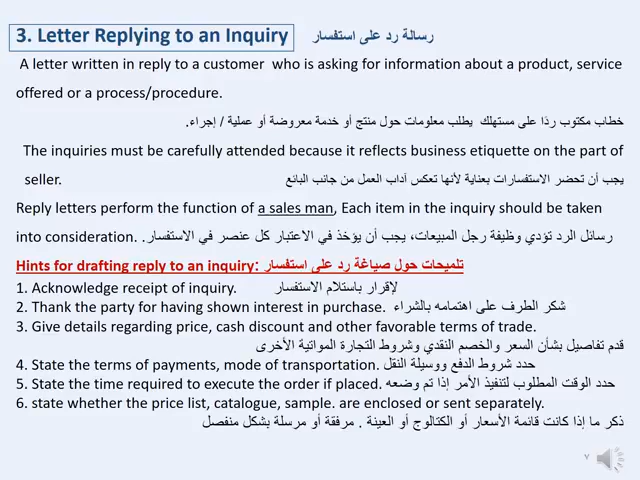 3. Letter Replying to an Inquiry رسالة رد على استفسار
A letter written in reply to a customer who is asking for information about a product, service
offered or a process/procedure.
خطاب مكتوب ردًا على مستهلك يطلب معلومات حول منتج أو خدمة معروضة أو عملية / إجراء.
The inquiries must be carefully attended because it reflects business etiquette on the part of
seller. يجب أن تحضر الاستفسارات بعناية لأنها تعكس آداب العمل من جانب البائع
Reply letters perform the function of a sales man, Each item in the inquiry should be taken
into consideration. رسائل الرد تؤدي وظيفة رجل المبيعات، يجب أن يؤخذ في الاعتبار كل عنصر في الاستفسار.
Hints for drafting reply to an inquiry: تلميحات حول صياغة رد على استفسار
1. Acknowledge receipt of inquiry. لإقرار باستلام الاستفسار
2. Thank the party for having shown interest in purchase. شكر الطرف على اهتمامه بالشراء
3. Give details regarding price, cash discount and other favorable terms of trade.
قدم تفاصيل بشأن السعر والخصم النقدي وشروط التجارة المواتية الأخرى
4. State the terms of payments, mode of transportation. حدد شروط الدفع ووسيلة النقل
5. State the time required to execute the order if placed. حدد الوقت المطلوب لتنفيذ الأمر إذا تم وضعه
6. state whether the price list, catalogue, sample. are enclosed or sent separately.
ذكر ما إذا كانت قائمة الأسعار أو الكتالوج أو العينة . مرفقة أو مرسلة بشكل منفصل
٧